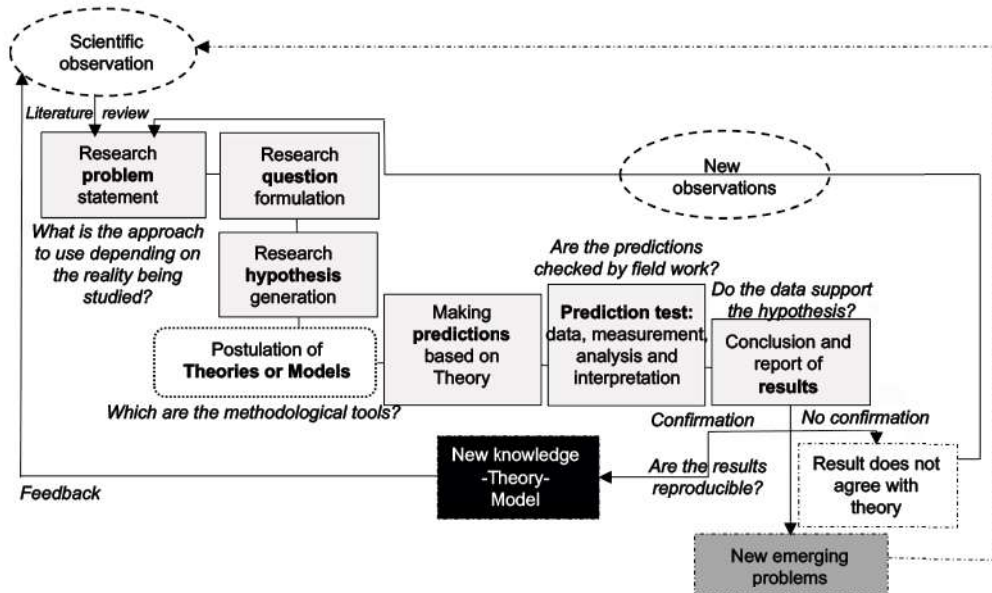 Scientific
observation
Literature review
Research
problem
statement
Research
question
formulation
New
observations
What is the approach
to use depending on
the reality being
studied?
Research
hypothesis
generation
Are the predictions
checked by field work?
Postulation of
Theories or Models
Making
predictions
based on
Theory
Prediction test:
data, measurement,
analysis and
interpretation
Do the data support
the hypothesis?
Conclusion and
report of
results
Which are the methodological tools?
Confirmation
No confirmation
New knowledge
-Theory-
Model
Are the results
reproducible?
Result does not
agree with
theory
Feedback
New emerging
problems